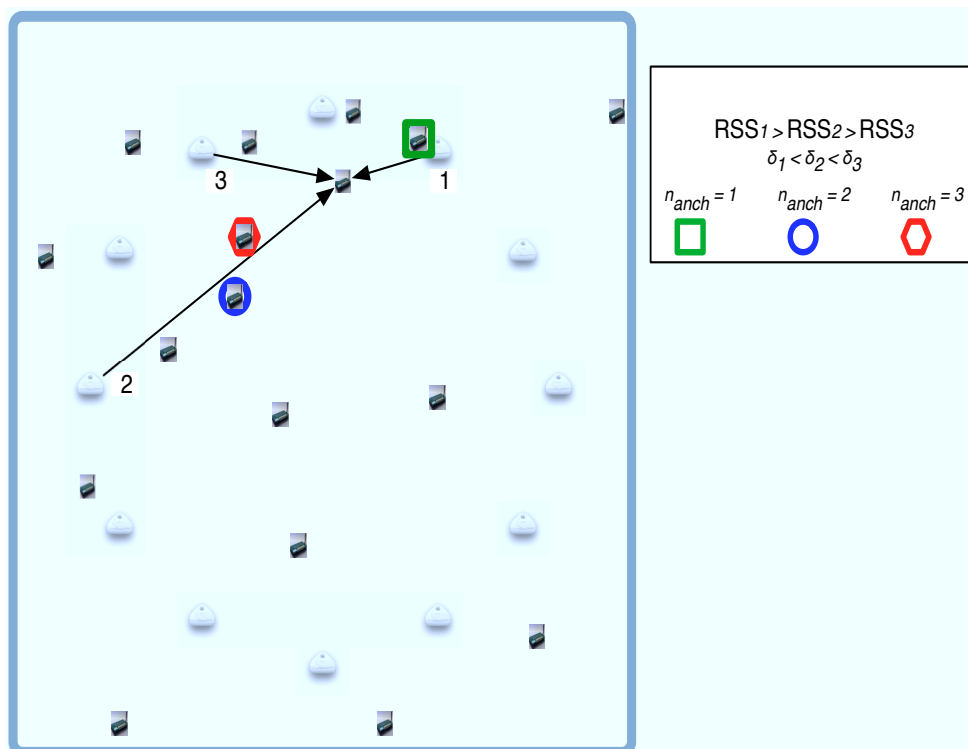 3
1
2
RSS1 > RSS2 > RSS3
δ1 < δ2 < δ3
nanch = 1 nanch = 2 nanch = 3